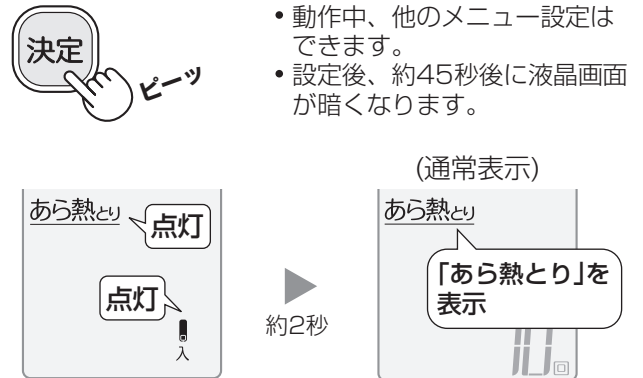 決定
ピーッ
• 動作中、他のメニュー設定は
できます。
• 設定後、約45秒後に液晶画面
が暗くなります。
(通常表示)
あら熱とり
点灯
点灯
入
約2秒
あら熱とり
「あら熱とり」を
表示
10回